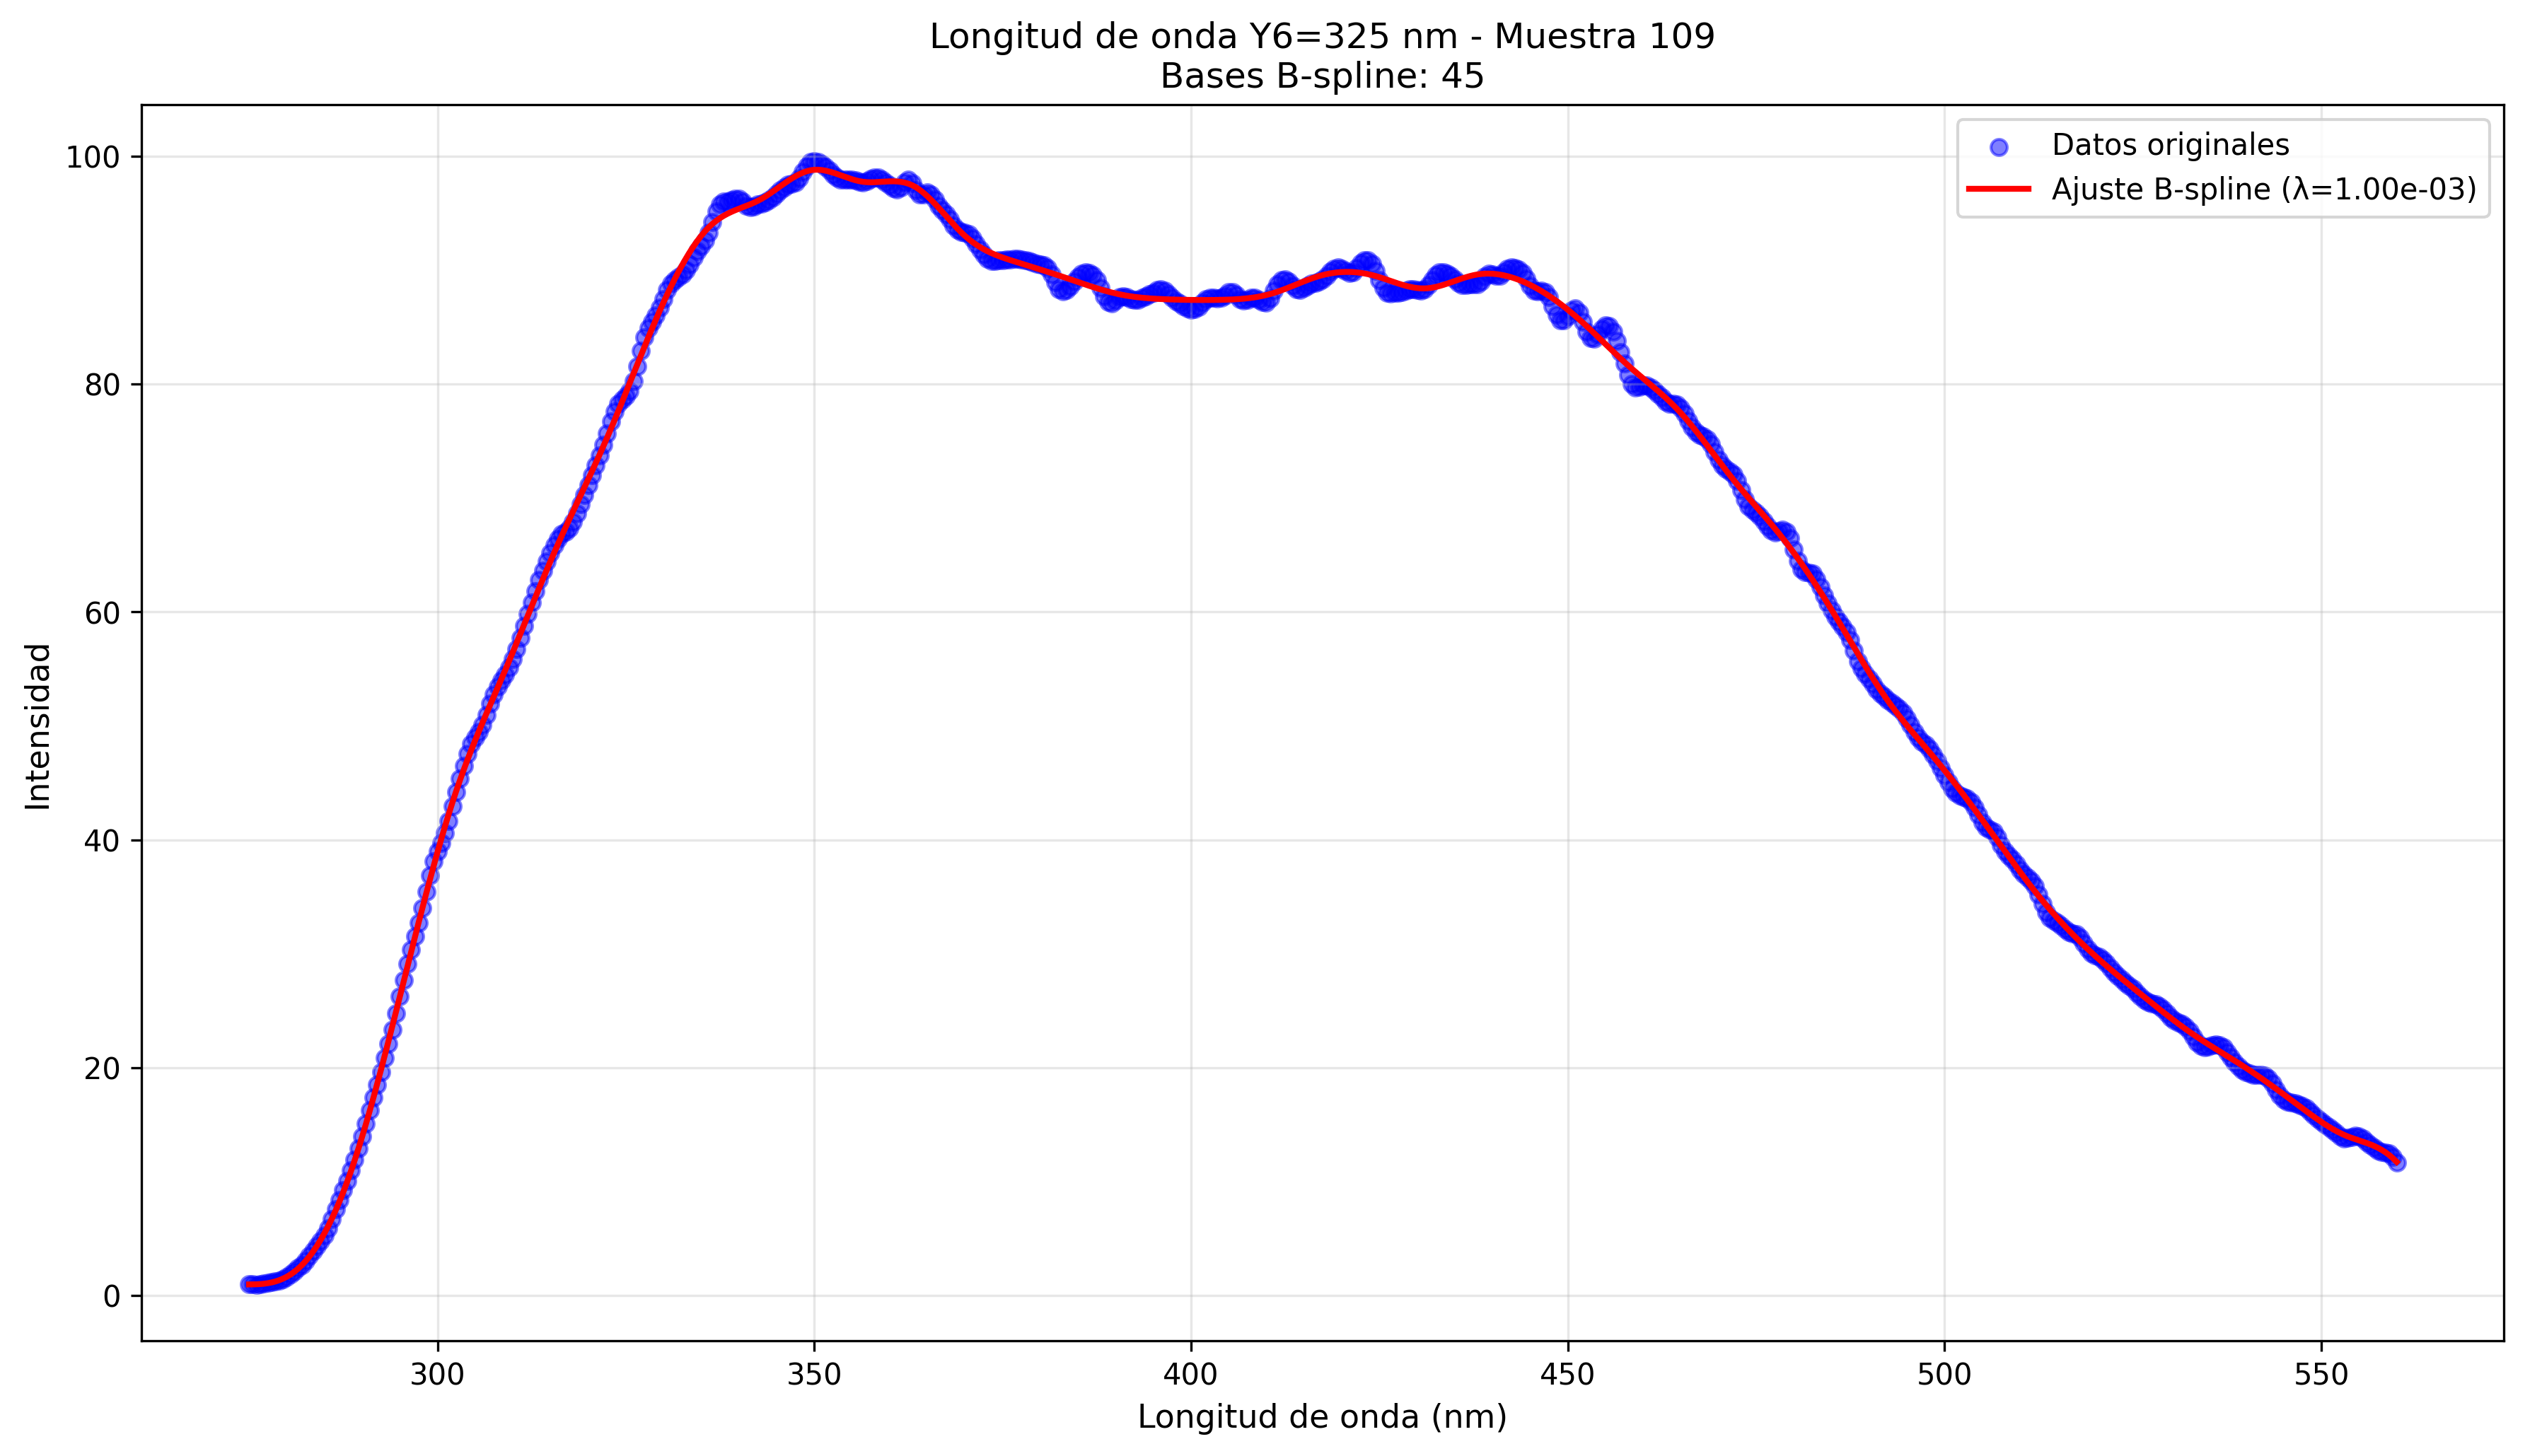 Longitud de onda Y6=325 nm - Muestra 109
Bases B-spline: 45
Datos originales
Ajuste B-spline (λ=1.00e-03)
Intensidad
100
80
60
40
20
0
300 350 400 450 500 550
Longitud de onda (nm)